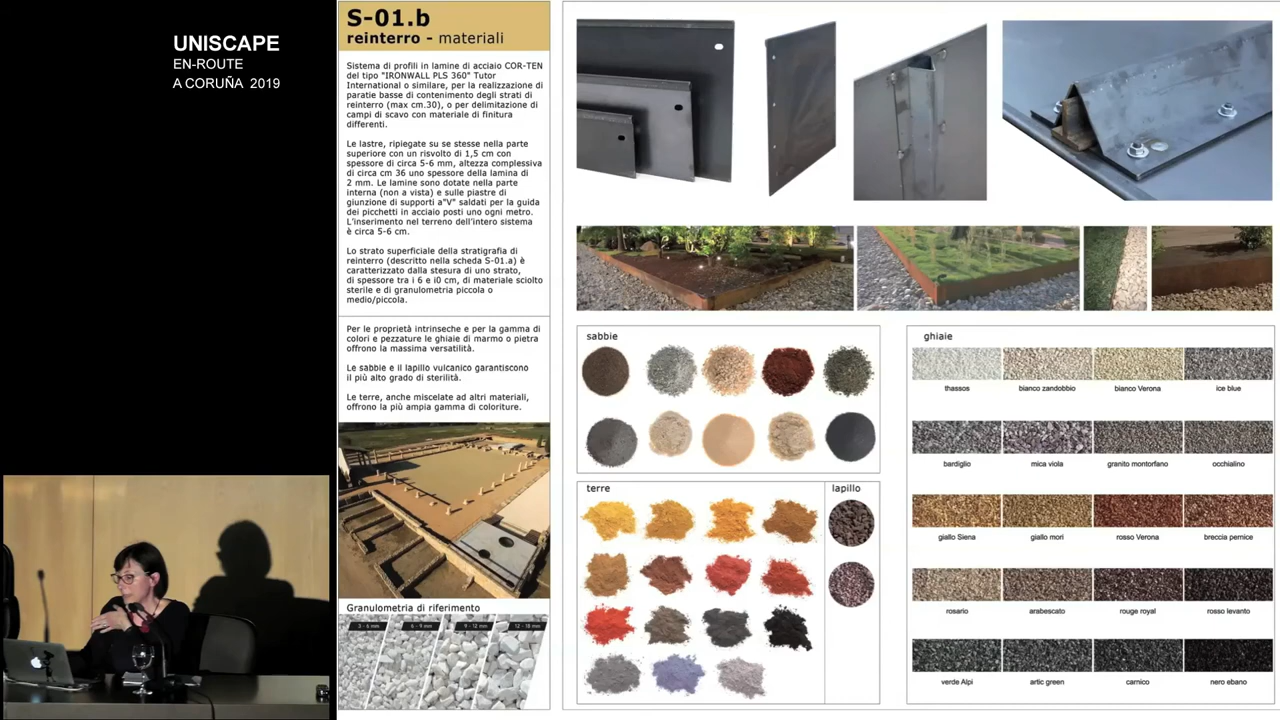 UNISCAPE
EN-ROUTE
A CORUÑA 2019
S-01.b
reinterro - materiali
Sistema di profili in lamine di acciaio COR-TEN
del tipo "IRONWALL PLS 360" Tutor
International o similare, per la realizzazione di
paratie basse di contenimento degli strati di
reinterro (max cm.30), o per delimitazione di
campi di scavo con materiale di finitura
differenti.
Le lastre, ripiegate su se stesse nella parte
superiore con un risvolto di 1,5 cm con
spessore di circa 5-6 mm, altezza complessiva
di circa cm 36 uno spessore della lamina di
2 mm. Le lamine sono dotate nella parte
interna (non a vista) e sulle piastre di
giunzione di supporti a"V" saldati per la guida
dei picchetti in acciaio posti uno ogni metro.
L'inserimento nel terreno dell'intero sistema
è circa 5-6 cm.
Lo strato superficiale della stratigrafia di
reinterro (descritto nella scheda S-01.a) è
caratterizzato dalla stesura di uno strato,
di spessore tra i 6 e i0 cm, di materiale sciolto
sterile e di granulometria piccola o
medio/piccola.
Per le proprietà intrinseche e per la gamma di
colori e pezzature le ghiaie di marmo o pietra
offrono la massima versatilità.
Le sabbie e il lapillo vulcanico garantiscono
il più alto grado di sterilità.
Le terre, anche miscelate ad altri materiali,
offrono la più ampia gamma di coloriture.
Granulometria di riferimento
3 - 6 mm 6 - 9 mm 9 - 12 mm 12 - 18 mm
sabbie
terre
lapillo
ghiaie
thassos bianco zandobbio bianco Verona ice blue
bardiglio mica viola granito montorfano occhialino
giallo Siena giallo mori rosso Verona breccia pernice
rosario arabescato rouge royal rosso levanto
verde Alpi artic green carnico nero ebano